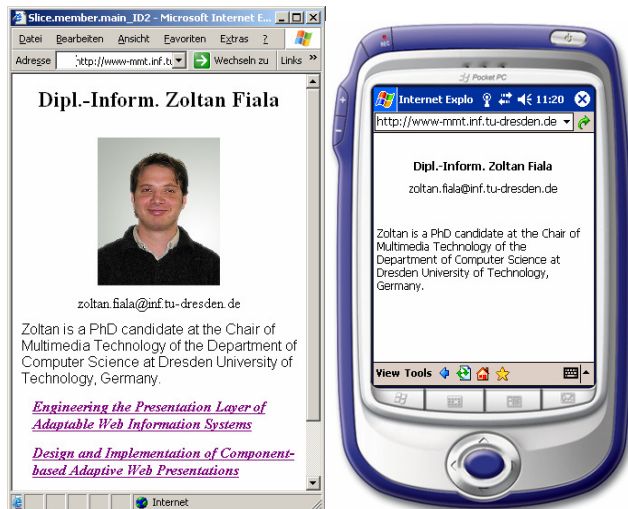 Slice.member.main_ID2 - Microsoft Internet E...
Datei Bearbeiten Ansicht Favoriten Extras ?
Adresse http://www-mmt.inf.tu Wechseln zu Links »
Dipl.-Inform. Zoltan Fiala
zoltan.fiala@inf.tu-dresden.de
Zoltan is a PhD candidate at the Chair of
Multimedia Technology of the Department of
Computer Science at Dresden University of
Technology, Germany.
Engineering the Presentation Layer of
Adaptable Web Information Systems
Design and Implementation of Component-
based Adaptive Web Presentations
Internet
Pocket PC
Internet Explo 11:20
http://www-mmt.inf.tu-dresden.de
Dipl.-Inform. Zoltan Fiala
zoltan.fiala@inf.tu-dresden.de
Zoltan is a PhD candidate at the Chair of
Multimedia Technology of the
Department of Computer Science at
Dresden University of Technology,
Germany.
View Tools